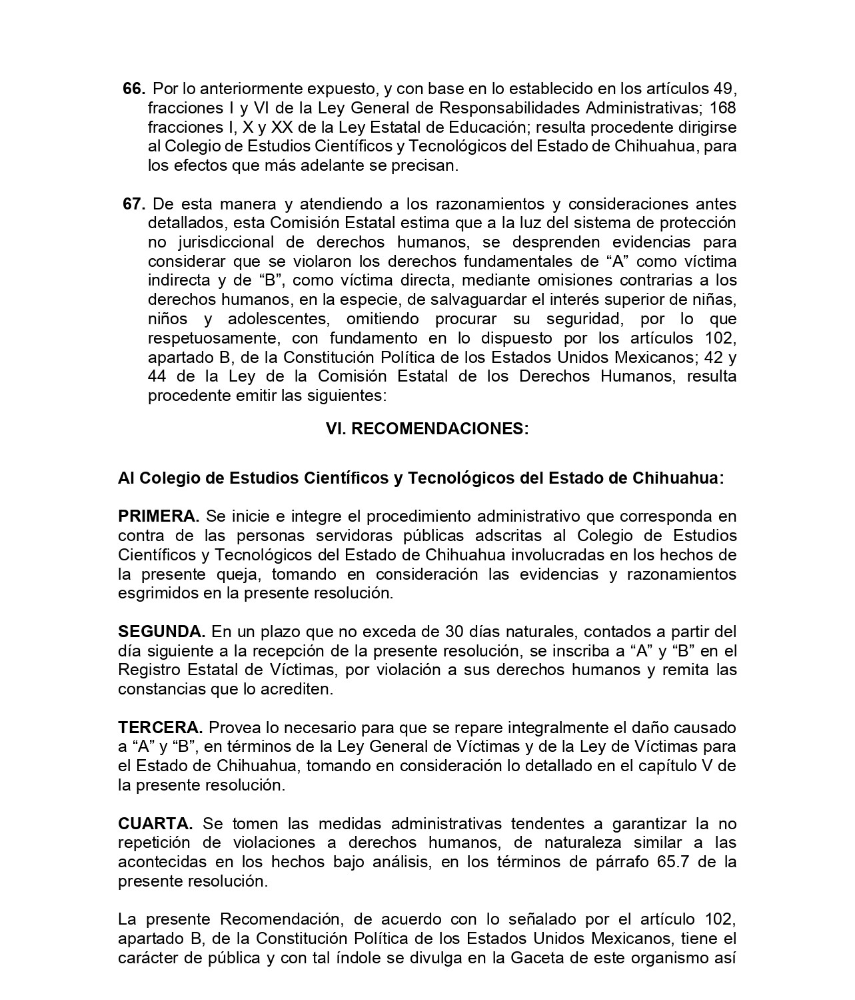 66. Por lo anteriormente expuesto, y con base en lo establecido en los artículos 49,
fracciones I y VI de la Ley General de Responsabilidades Administrativas; 168
fracciones I, X y XX de la Ley Estatal de Educación; resulta procedente dirigirse
al Colegio de Estudios Científicos y Tecnológicos del Estado de Chihuahua, para
los efectos que más adelante se precisan.
67. De esta manera y atendiendo a los razonamientos y consideraciones antes
detallados, esta Comisión Estatal estima que a la luz del sistema de protección
no jurisdiccional de derechos humanos, se desprenden evidencias para
considerar que se violaron los derechos fundamentales de “A” como víctima
indirecta y de “B”, como víctima directa, mediante omisiones contrarias a los
derechos humanos, en la especie, de salvaguardar el interés superior de niñas,
niños y adolescentes, omitiendo procurar su seguridad, por lo que
respetuosamente, con fundamento en lo dispuesto por los artículos 102,
apartado B, de la Constitución Política de los Estados Unidos Mexicanos; 42 y
44 de la Ley de la Comisión Estatal de los Derechos Humanos, resulta
procedente emitir las siguientes:
VI. RECOMENDACIONES:
Al Colegio de Estudios Científicos y Tecnológicos del Estado de Chihuahua:
PRIMERA. Se inicie e integre el procedimiento administrativo que corresponda en
contra de las personas servidoras públicas adscritas al Colegio de Estudios
Científicos y Tecnológicos del Estado de Chihuahua involucradas en los hechos de
la presente queja, tomando en consideración las evidencias y razonamientos
esgrimidos en la presente resolución.
SEGUNDA. En un plazo que no exceda de 30 días naturales, contados a partir del
día siguiente a la recepción de la presente resolución, se inscriba a “A” y “B” en el
Registro Estatal de Víctimas, por violación a sus derechos humanos y remita las
constancias que lo acrediten.
TERCERA. Provea lo necesario para que se repare integralmente el daño causado
a “A” y “B”, en términos de la Ley General de Víctimas y de la Ley de Víctimas para
el Estado de Chihuahua, tomando en consideración lo detallado en el capítulo V de
la presente resolución.
CUARTA. Se tomen las medidas administrativas tendentes a garantizar la no
repetición de violaciones a derechos humanos, de naturaleza similar a las
acontecidas en los hechos bajo análisis, en los términos de párrafo 65.7 de la
presente resolución.
La presente Recomendación, de acuerdo con lo señalado por el artículo 102,
apartado B, de la Constitución Política de los Estados Unidos Mexicanos, tiene el
carácter de pública y con tal índole se divulga en la Gaceta de este organismo así